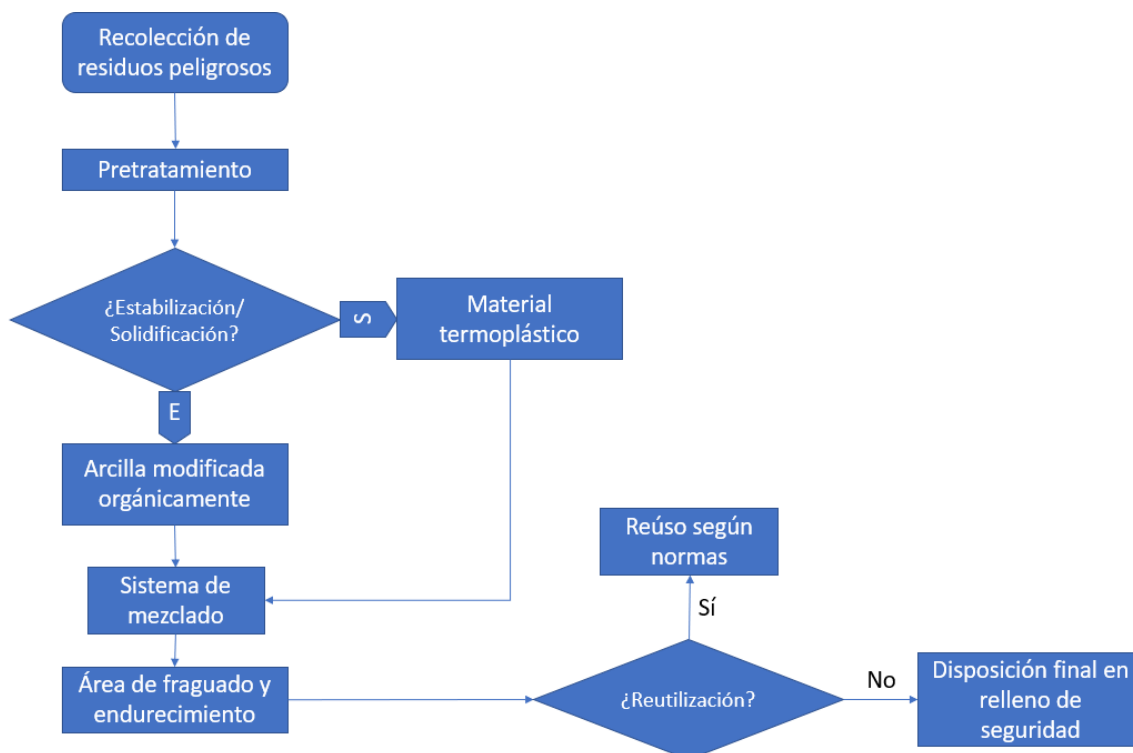 Recolección de
residuos peligrosos
Pretratamiento
¿Estabilización/
Solidificación?
S
Material
termoplástico
E
Arcilla modificada
orgánicamente
Sistema de
mezclado
Área de fraguado y
endurecimiento
Reúso según
normas
Sí
¿Reutilización?
No
Disposición final en
relleno de
seguridad